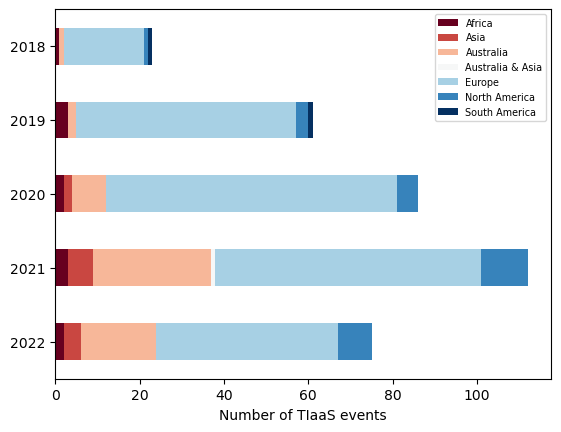 Africa
Asia
Australia
Australia & Asia
Europe
North America
South America
2018
2019
2020
2021
2022
0 20 40 60 80 100
Number of TIaaS events